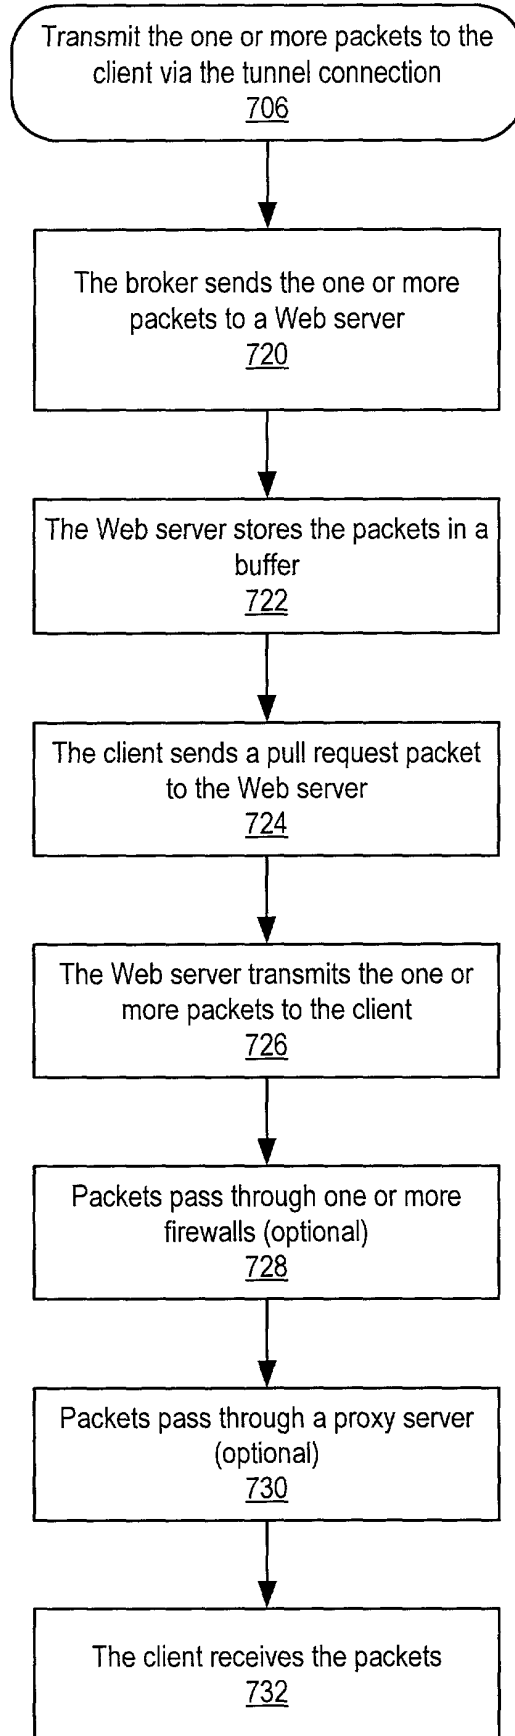 Transmit the one or more packets to the
client via the tunnel connection
706
The broker sends the one or more
packets to a Web server
720
The Web server stores the packets in a
buffer
722
The client sends a pull request packet
to the Web server
724
The Web server transmits the one or
more packets to the client
726
Packets pass through one or more
firewalls (optional)
728
Packets pass through a proxy server
(optional)
730
The client receives the packets
732